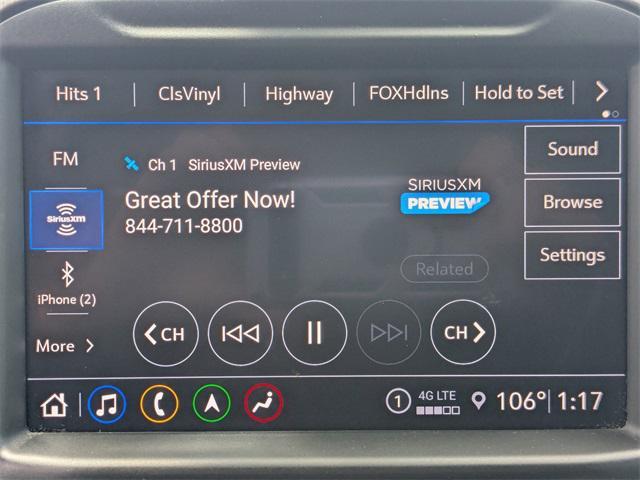 Hits 1 ClsVinyl Highway FOXHdlns Hold to Set
FM
Ch 1 SiriusXM Preview
Sound
SiriusXM
Great Offer Now!
844-711-8800
SIRIUSXM
PREVIEW
Browse
Settings
iPhone (2)
Related
More
CH
CH
1
4G LTE
106° 1:17